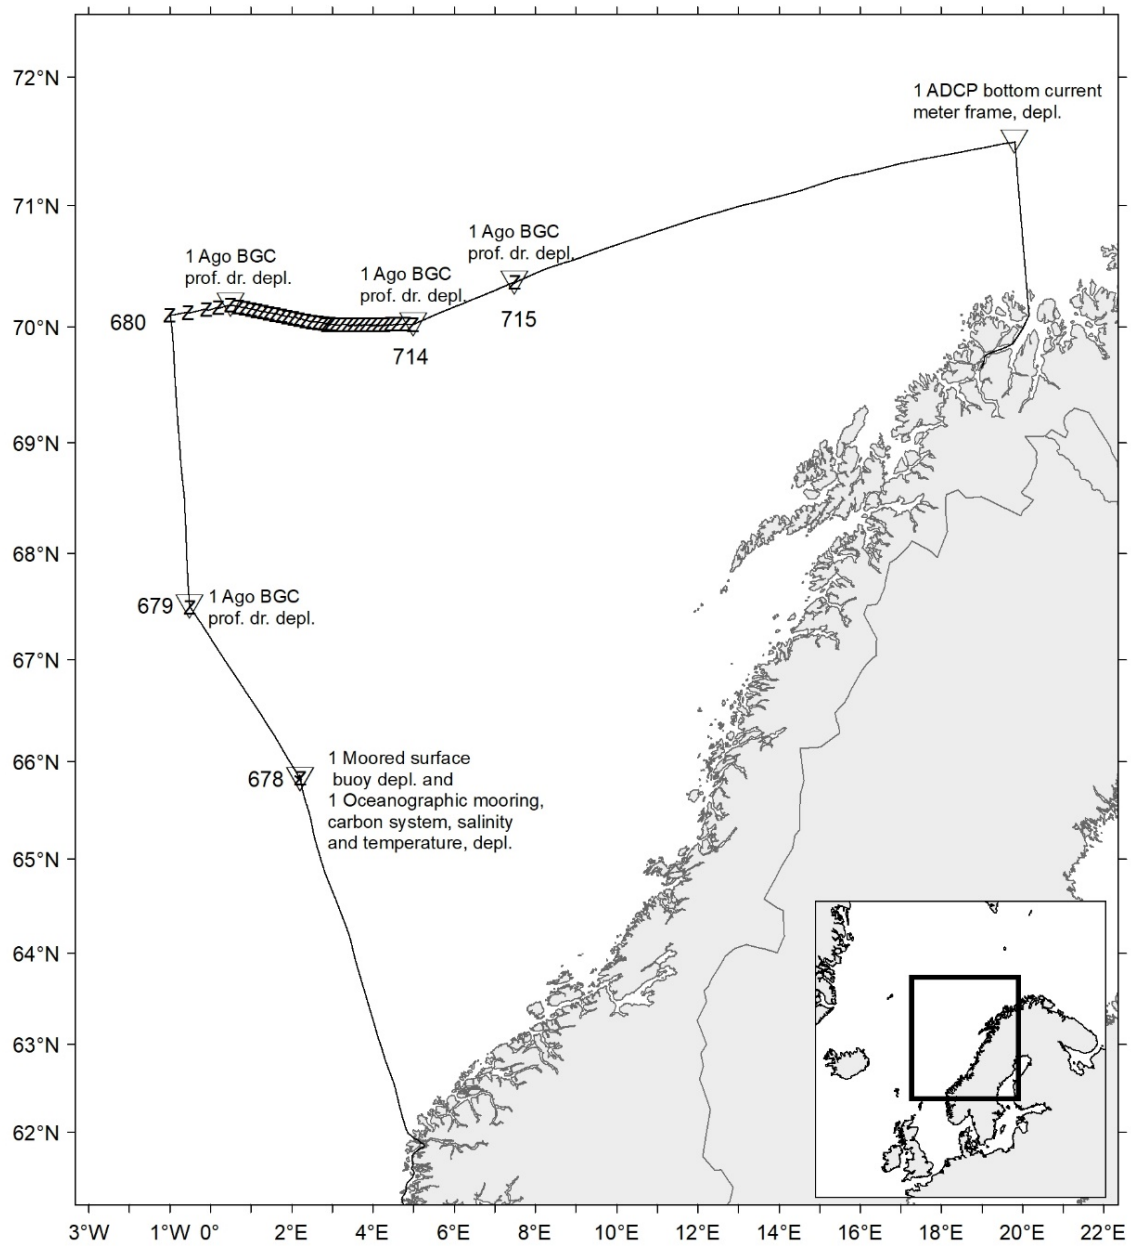 72°N
1 ADCP bottom current
meter frame, depl.
71°N
1 Ago BGC
prof. dr. depl.
1 Ago BGC
prof. dr. depl.
1 Ago BGC
prof. dr. depl.
680
Z Z Z Z
Z
70°N
715
714
69°N
68°N
679
Z
1 Ago BGC
prof. dr. depl.
67°N
66°N
678
Z
1 Moored surface
buoy depl. and
1 Oceanographic mooring,
carbon system, salinity
and temperature, depl.
65°N
64°N
63°N
62°N
3°W 1°W 0° 2°E 4°E 6°E 8°E 10°E 12°E 14°E 16°E 18°E 20°E 22°E